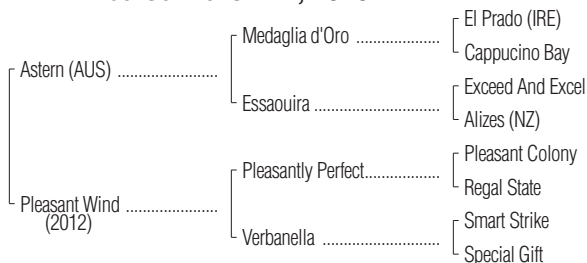 El Prado (IRE)
Medaglia d'Oro .....................
Cappucino Bay
Astern (AUS) .........................
Exceed And Excel
Essaouira .............................
Alizes (NZ)
Pleasant Colony
Pleasantly Perfect...................
Regal State
Pleasant Wind .......................
(2012)
Smart Strike
Verbanella ............................
Special Gift